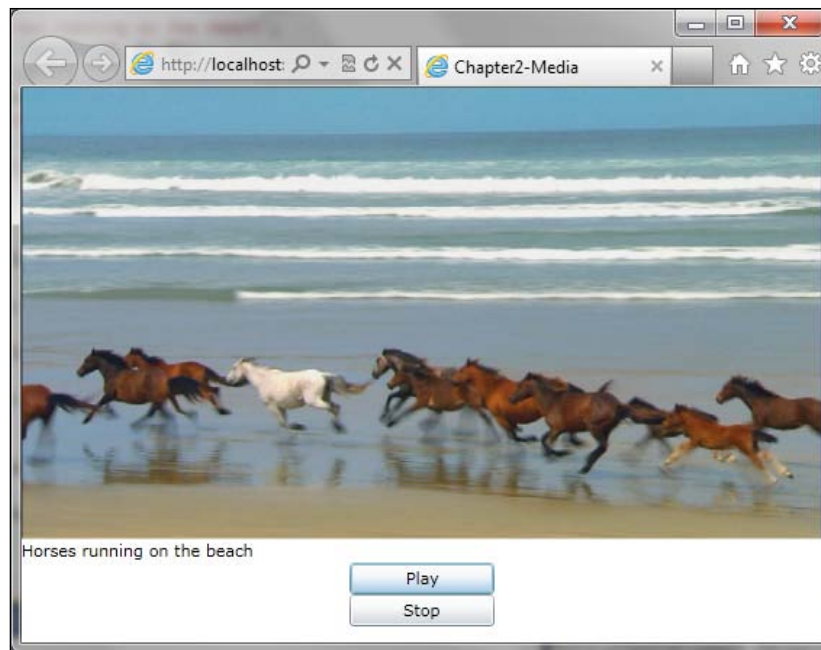 http://localhost:
Chapter2-Media
Horses running on the beach
Play
Stop